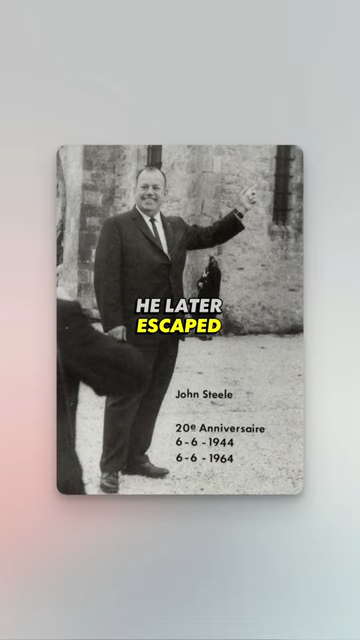 HE LATER
ESCAPED
John Steele
20e Anniversaire
6-6-1944
6-6-1964